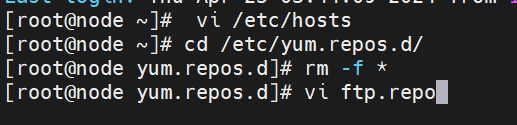 [root@node ~]#  vi /etc/hosts
[root@node ~]# cd /etc/yum.repos.d/
[root@node yum.repos.d]# rm -f *
[root@node yum.repos.d]# vi ftp.repo